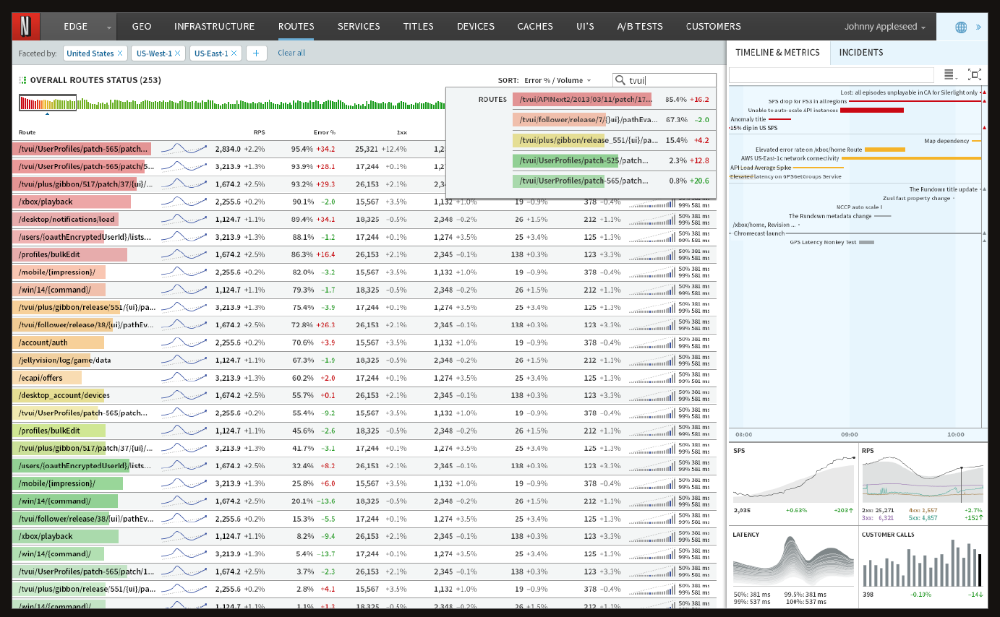 N EDGE GEO INFRASTRUCTURE ROUTES SERVICES TITLES DEVICES CACHES UI'S A/B TESTS CUSTOMERS Johnny Appleseed »
Faceted by: United States × US-West-1 × US-East-1 × + Clear all
OVERALL ROUTES STATUS (253) SORT: Error % / Volume tvui
ROUTES /tvui/APINext2/2013/03/11/patch/17... 85.4% +16.2
/tvui/follower/release/7/{ui}/pathEva... 67.3% –2.0
/tvui/plus/gibbon/release_551/{ui}/pa... 15.4% +4.2
/tvui/UserProfiles/patch-525/patch... 2.3% +12.8
/tvui/UserProfiles/patch-565/patch... 0.8% +20.6
Route RPS Error % 2xx
/tvui/UserProfiles/patch-565/patch... 2,834.0 +2.2% 95.4% +34.2 25,321 +12.4%
/tvui/UserProfiles/patch-565/patch/5... 3,213.9 +1.3% 93.9% +28.1 17,244 +0.1%
/tvui/plus/gibbon/517/patch/37/{ui}/... 1,674.2 +2.5% 93.2% +29.3 18,325 –0.5%
/xbox/playback 2,255.6 +0.2% 90.1% –2.0 15,567 +3.5% 1,132 +1.0% 19 –0.9% 378 –0.4% 50% 381 ms 99% 581 ms
/desktop/notifications/load 1,124.7 +1.1% 89.4% +34.1 18,325 –0.5% 2,348 –0.2% 26 +1.5% 212 +1.1% 50% 381 ms 99% 581 ms
/users/{oauthEncryptedUserId}/lists... 3,213.9 +1.3% 88.1% –1.2 17,244 +0.1% 1,274 +3.5% 25 +3.4% 125 +1.3% 50% 381 ms 99% 581 ms
/profiles/bulkEdit 1,674.2 +2.5% 86.3% +16.4 26,153 +2.1% 2,345 –0.1% 138 +0.3% 123 +3.3% 50% 381 ms 99% 581 ms
/mobile/{impression}/ 2,255.6 +0.2% 82.0% –3.2 15,567 +3.5% 1,132 +1.0% 19 –0.9% 378 –0.4% 50% 381 ms 99% 581 ms
/win/14/{command}/ 1,124.7 +1.1% 79.3% –1.7 18,325 –0.5% 2,348 –0.2% 26 +1.5% 212 +1.1% 50% 381 ms 99% 581 ms
/tvui/plus/gibbon/release/551/{ui}/pa... 3,213.9 +1.3% 75.4% –3.9 17,244 +0.1% 1,274 +3.5% 25 +3.4% 125 +1.3% 50% 381 ms 99% 581 ms
/tvui/follower/release/38/{ui}/pathEv... 1,674.2 +2.5% 72.8% +26.3 26,153 +2.1% 2,345 –0.1% 138 +0.3% 123 +3.3% 50% 381 ms 99% 581 ms
/account/auth 2,255.6 +0.2% 70.6% +3.9 15,567 +3.5% 1,132 +1.0% 19 –0.9% 378 –0.4% 50% 381 ms 99% 581 ms
/jellyvision/log/game/data 1,124.7 +1.1% 67.3% –1.9 18,325 –0.5% 2,348 –0.2% 26 +1.5% 212 +1.1% 50% 381 ms 99% 581 ms
/ecapi/offers 3,213.9 +1.3% 60.2% +2.0 17,244 +0.1% 1,274 +3.5% 25 +3.4% 125 +1.3% 50% 381 ms 99% 581 ms
/desktop_account/devices 1,674.2 +2.5% 55.7% +0.1 26,153 +2.1% 2,345 –0.1% 138 +0.3% 123 +3.3% 50% 381 ms 99% 581 ms
/tvui/UserProfiles/patch-565/patch... 2,255.6 +0.2% 55.4% –9.2 15,567 +3.5% 1,132 +1.0% 19 –0.9% 378 –0.4% 50% 381 ms 99% 581 ms
/profiles/bulkEdit 1,124.7 +1.1% 45.6% –2.6 26,153 +2.1% 2,348 –0.2% 26 +1.5% 212 +1.1% 50% 381 ms 99% 581 ms
/tvui/plus/gibbon/517/patch/37/{ui}/... 3,213.9 +1.3% 41.7% –3.1 17,244 +0.1% 1,274 +3.5% 25 +3.4% 125 +1.3% 50% 381 ms 99% 581 ms
/users/{oauthEncryptedUserId}/lists... 1,674.2 +2.5% 32.4% +8.2 26,153 +2.1% 2,345 –0.1% 138 +0.3% 123 +3.3% 50% 381 ms 99% 581 ms
/mobile/{impression}/ 3,213.9 +1.3% 25.8% +6.0 15,567 +3.5% 1,132 +1.0% 19 –0.9% 378 –0.4% 50% 381 ms 99% 581 ms
/win/14/{command}/ 1,674.2 +2.5% 20.1% –13.6 18,325 –0.5% 2,348 –0.2% 26 +1.5% 212 +1.1% 50% 381 ms 99% 581 ms
/tvui/follower/release/38/{ui}/pathEv... 2,255.6 +0.2% 15.3% –5.5 17,244 +0.1% 1,274 +3.5% 25 +3.4% 125 +1.3% 50% 381 ms 99% 581 ms
/xbox/playback 1,124.7 +1.1% 8.2% –9.4 26,153 +2.1% 2,345 –0.1% 138 +0.3% 123 +3.3% 50% 381 ms 99% 581 ms
/win/14/{command}/ 3,213.9 +1.3% 5.4% –13.7 17,244 +0.1% 1,274 +3.5% 25 +3.4% 125 +1.3% 50% 381 ms 99% 581 ms
/tvui/UserProfiles/patch-565/patch/1... 1,674.2 +2.5% 3.7% –2.3 26,153 +2.1% 2,345 –0.1% 138 +0.3% 123 +3.3% 50% 381 ms 99% 581 ms
/tvui/plus/gibbon/release/551/{ui}/pa... 2,255.6 +0.2% 2.8% +4.1 15,567 +3.5% 1,132 +1.0% 19 –0.9% 378 –0.4% 50% 381 ms 99% 581 ms
/win/14/{command}/ 1,124.7 +1.1% 1.1% +1.3 18,325 –0.5% 2,348 –0.2% 26 +1.5% 212 +1.1% 50% 381 ms
TIMELINE & METRICS INCIDENTS
Lost: all episodes unplayable in CA for Silerlight only
SPS drop for PS3 in all regions
Unable to auto-scale API instances
Anomaly title
15% dip in US SPS
Map dependency
Elevated error rate on /xbox/home Route
AWS US-East-1c network connectivity
API Load Average Spike
Elevated latency on GPSGetGroups Service
The Rundown title update
Zuul fast property change
NCCP auto scale 1
The Rundown metadata change
/xbox/home, Revision ...
Chromecast launch
GPS Latency Monkey Test
08:00 09:00 10:00
SPS
2,035 +0.63% +203↑
RPS
2xx: 25,271 4xx: 2,557 +2.7%
3xx: 6,321 5xx: 4,857 +152↑
LATENCY
50%: 381 ms 99.5%: 381 ms
99%: 537 ms 100%: 537 ms
CUSTOMER CALLS
398 –0.10% –14↓